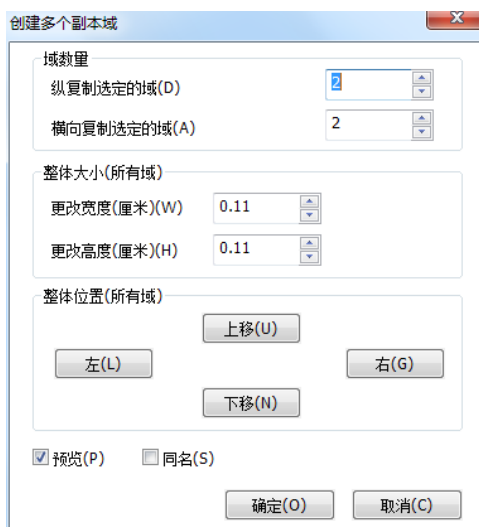 创建多个副本域
域数量
纵复制选定的域(D) 2
横向复制选定的域(A) 2
整体大小(所有域)
更改宽度(厘米)(W) 0.11
更改高度(厘米)(H) 0.11
整体位置(所有域)
上移(U)
左(L) 右(G)
下移(N)
预览(P) 同名(S)
确定(O) 取消(C)